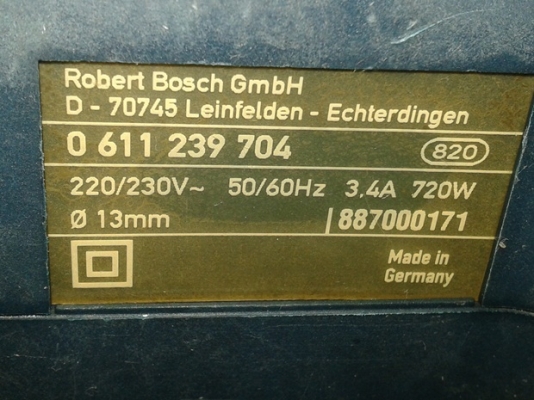 Robert Bosch GmbH
D - 70745 Leinfelden - Echterdingen
0 611 239 704 820
220/230V~ 50/60Hz 3,4A 720W
Ø 13mm |887000171
Made in
Germany